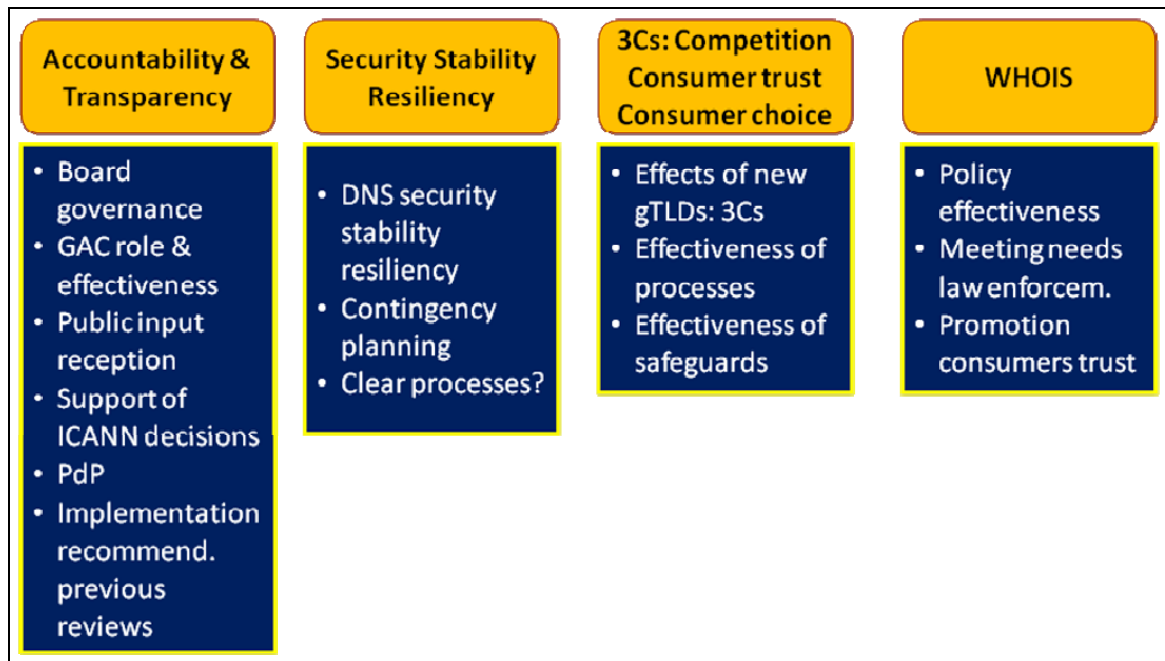 Accountability &
Transparency
• Board
governance
• GAC role &
effectiveness
• Public input
reception
• Support of
ICANN decisions
• PdP
• Implementation
recommend.
previous
reviews
Security Stability
Resiliency
• DNS security
stability
resiliency
• Contingency
planning
• Clear processes?
3Cs: Competition
Consumer trust
Consumer choice
• Effects of new
gTLDs: 3Cs
• Effectiveness of
processes
• Effectiveness of
safeguards
WHOIS
• Policy
effectiveness
• Meeting needs
law enforcem.
• Promotion
consumers trust